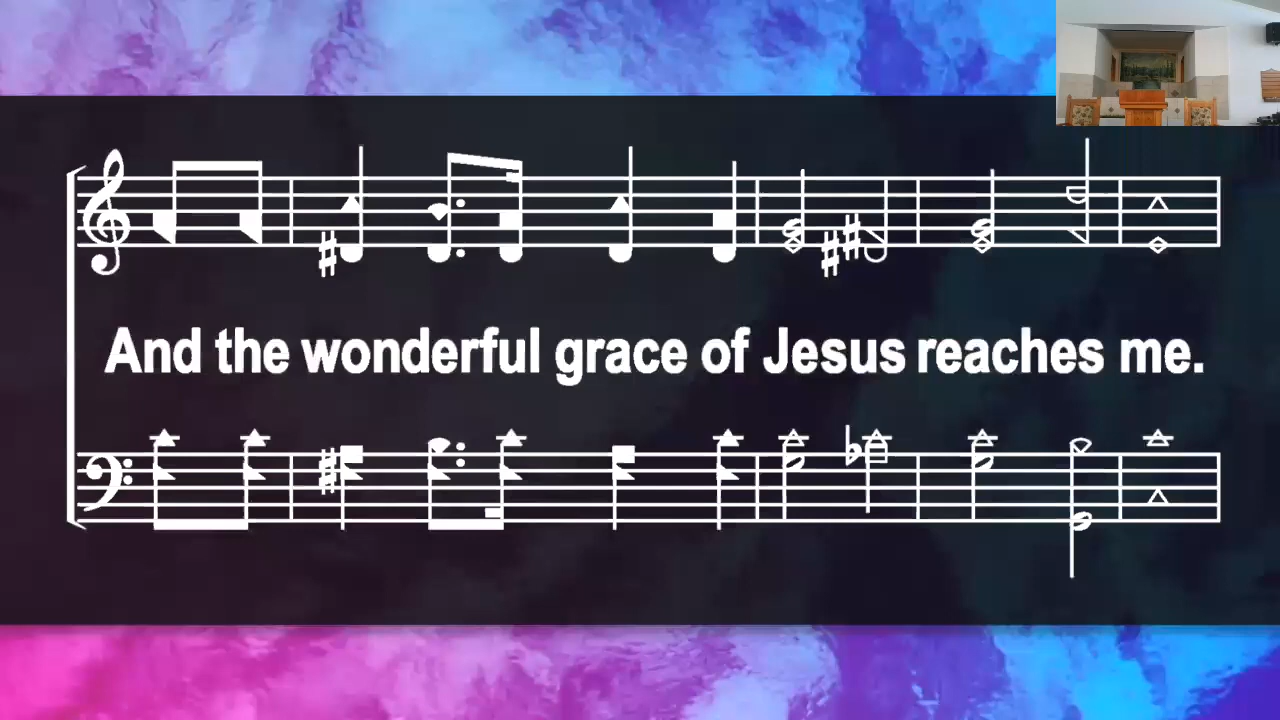 And the wonderful grace of Jesus reaches me.